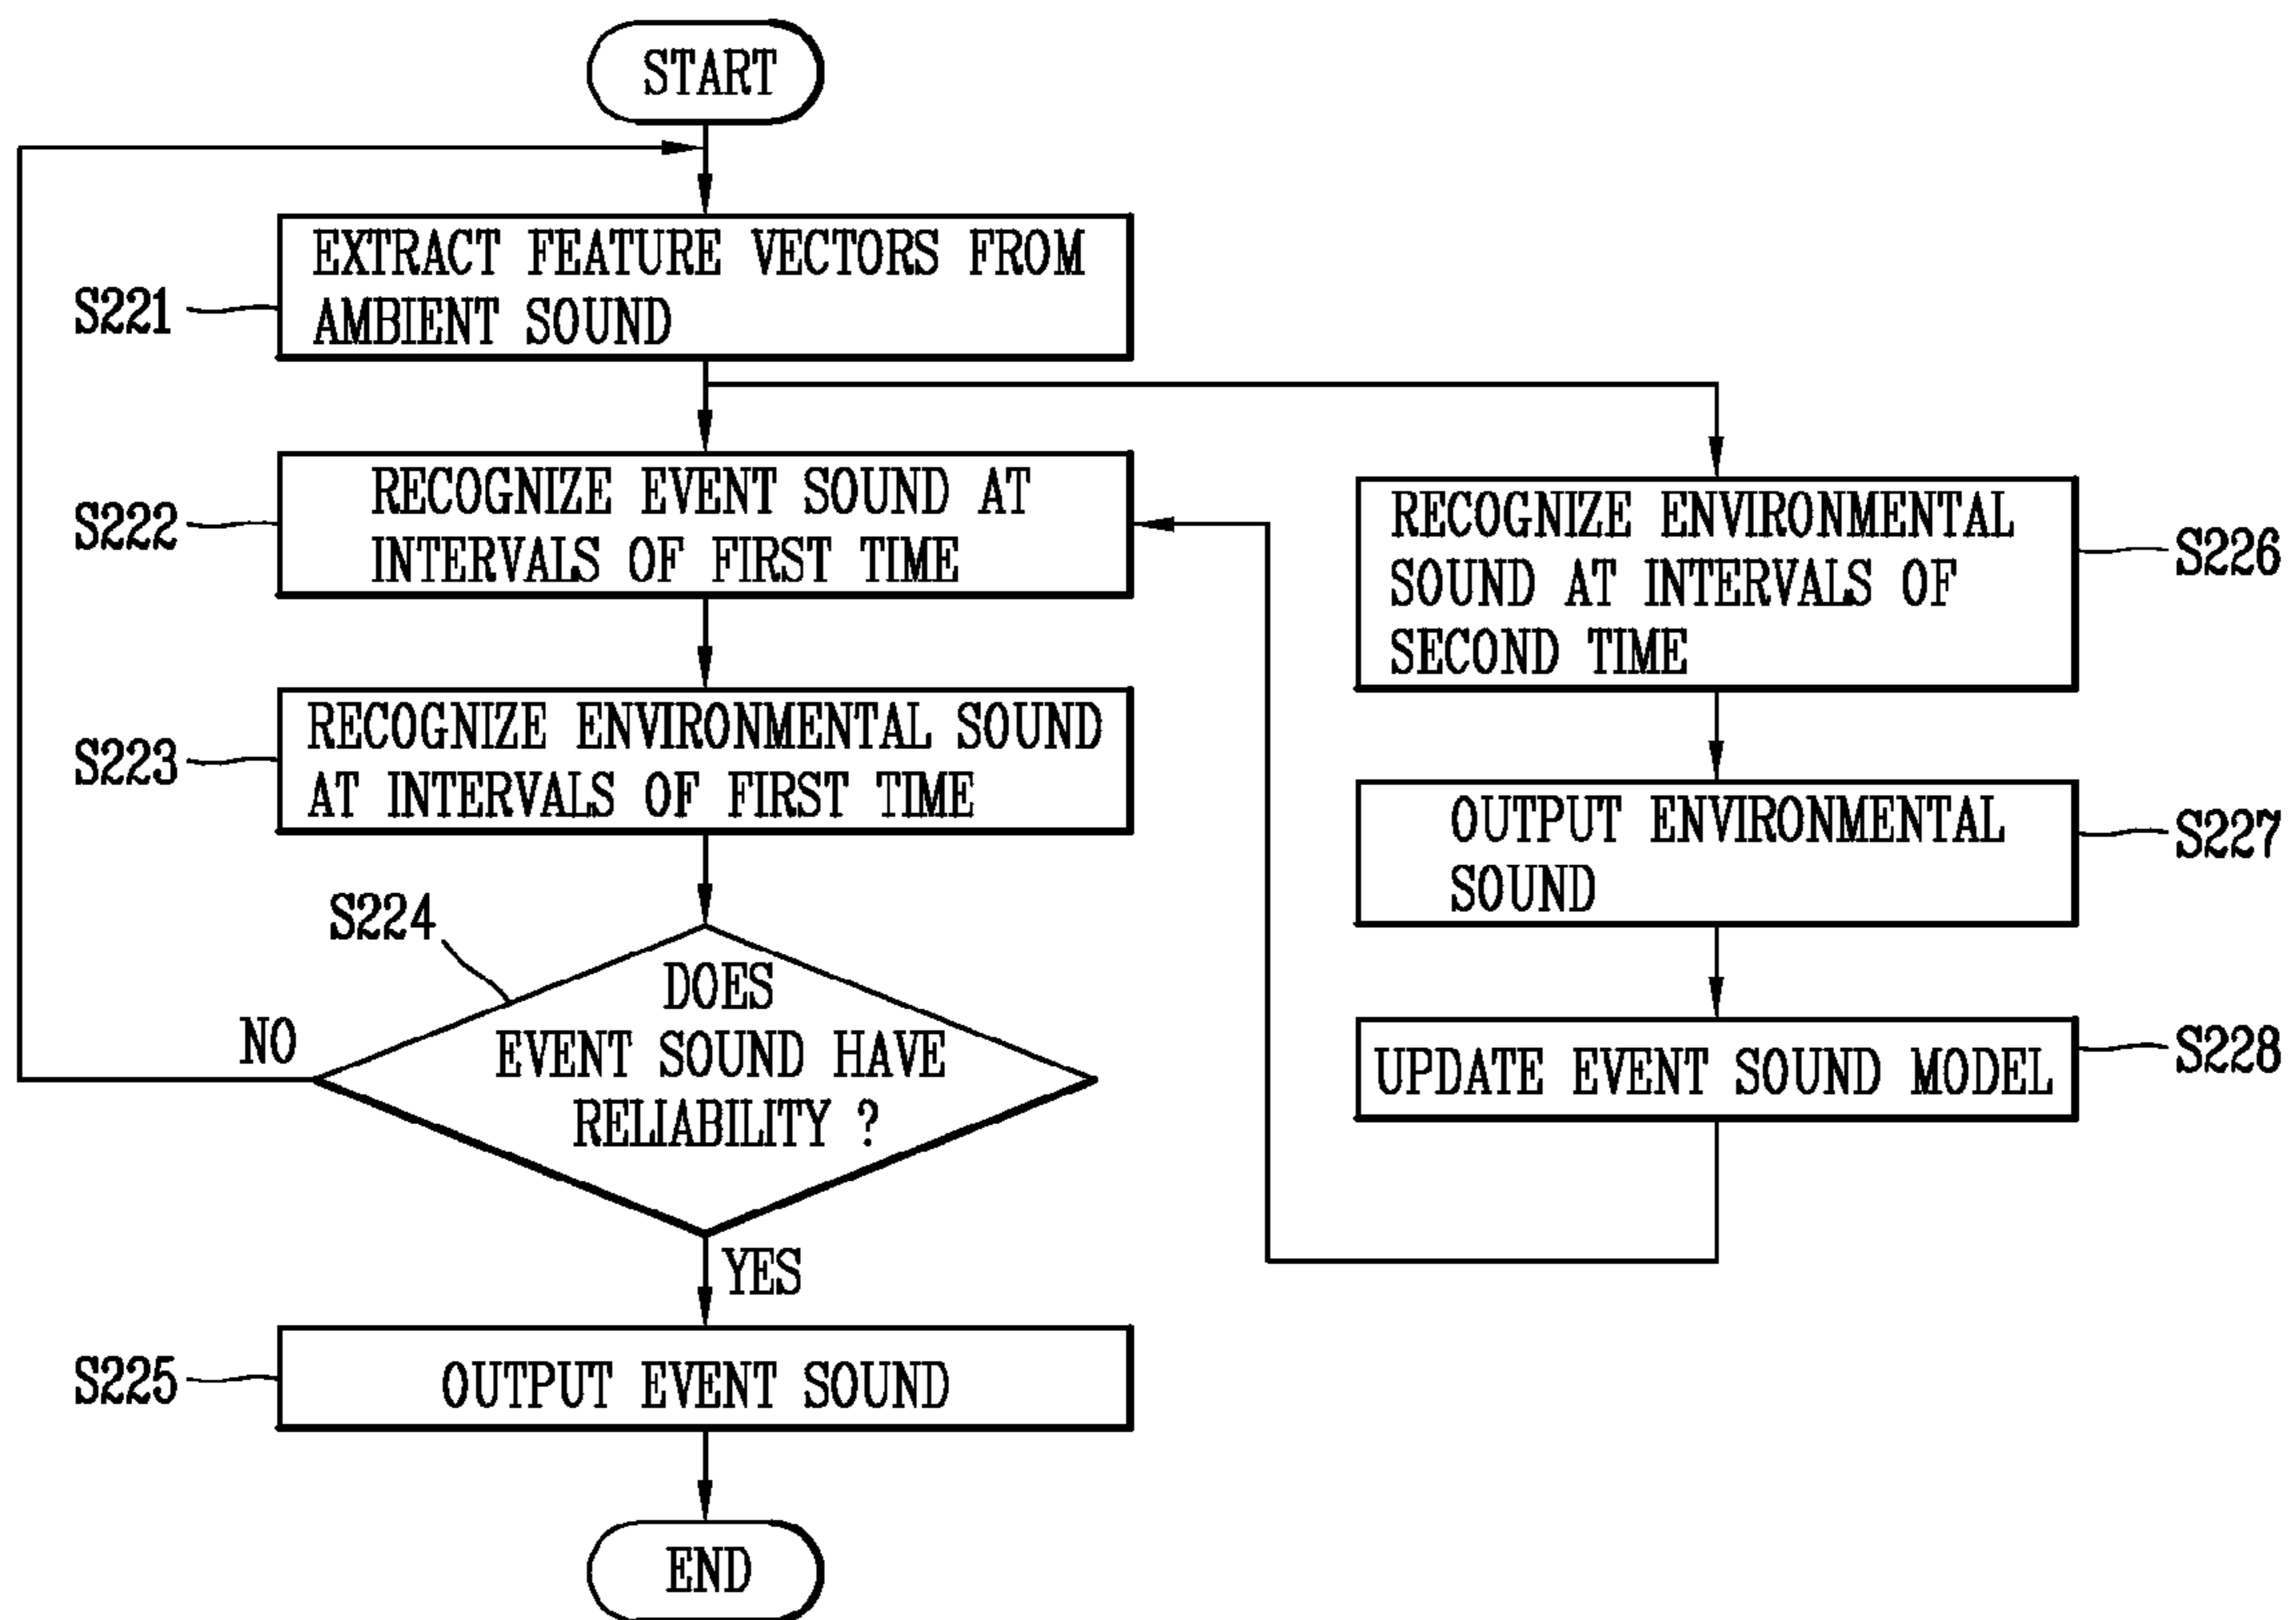 START
S221
EXTRACT FEATURE VECTORS FROM
AMBIENT SOUND
S222
RECOGNIZE EVENT SOUND AT
INTERVALS OF FIRST TIME
S223
RECOGNIZE ENVIRONMENTAL SOUND
AT INTERVALS OF FIRST TIME
S224
DOES
EVENT SOUND HAVE
RELIABILITY ?
NO
YES
S225
OUTPUT EVENT SOUND
END
RECOGNIZE ENVIRONMENTAL
SOUND AT INTERVALS OF
SECOND TIME
S226
OUTPUT ENVIRONMENTAL
SOUND
S227
UPDATE EVENT SOUND MODEL
S228